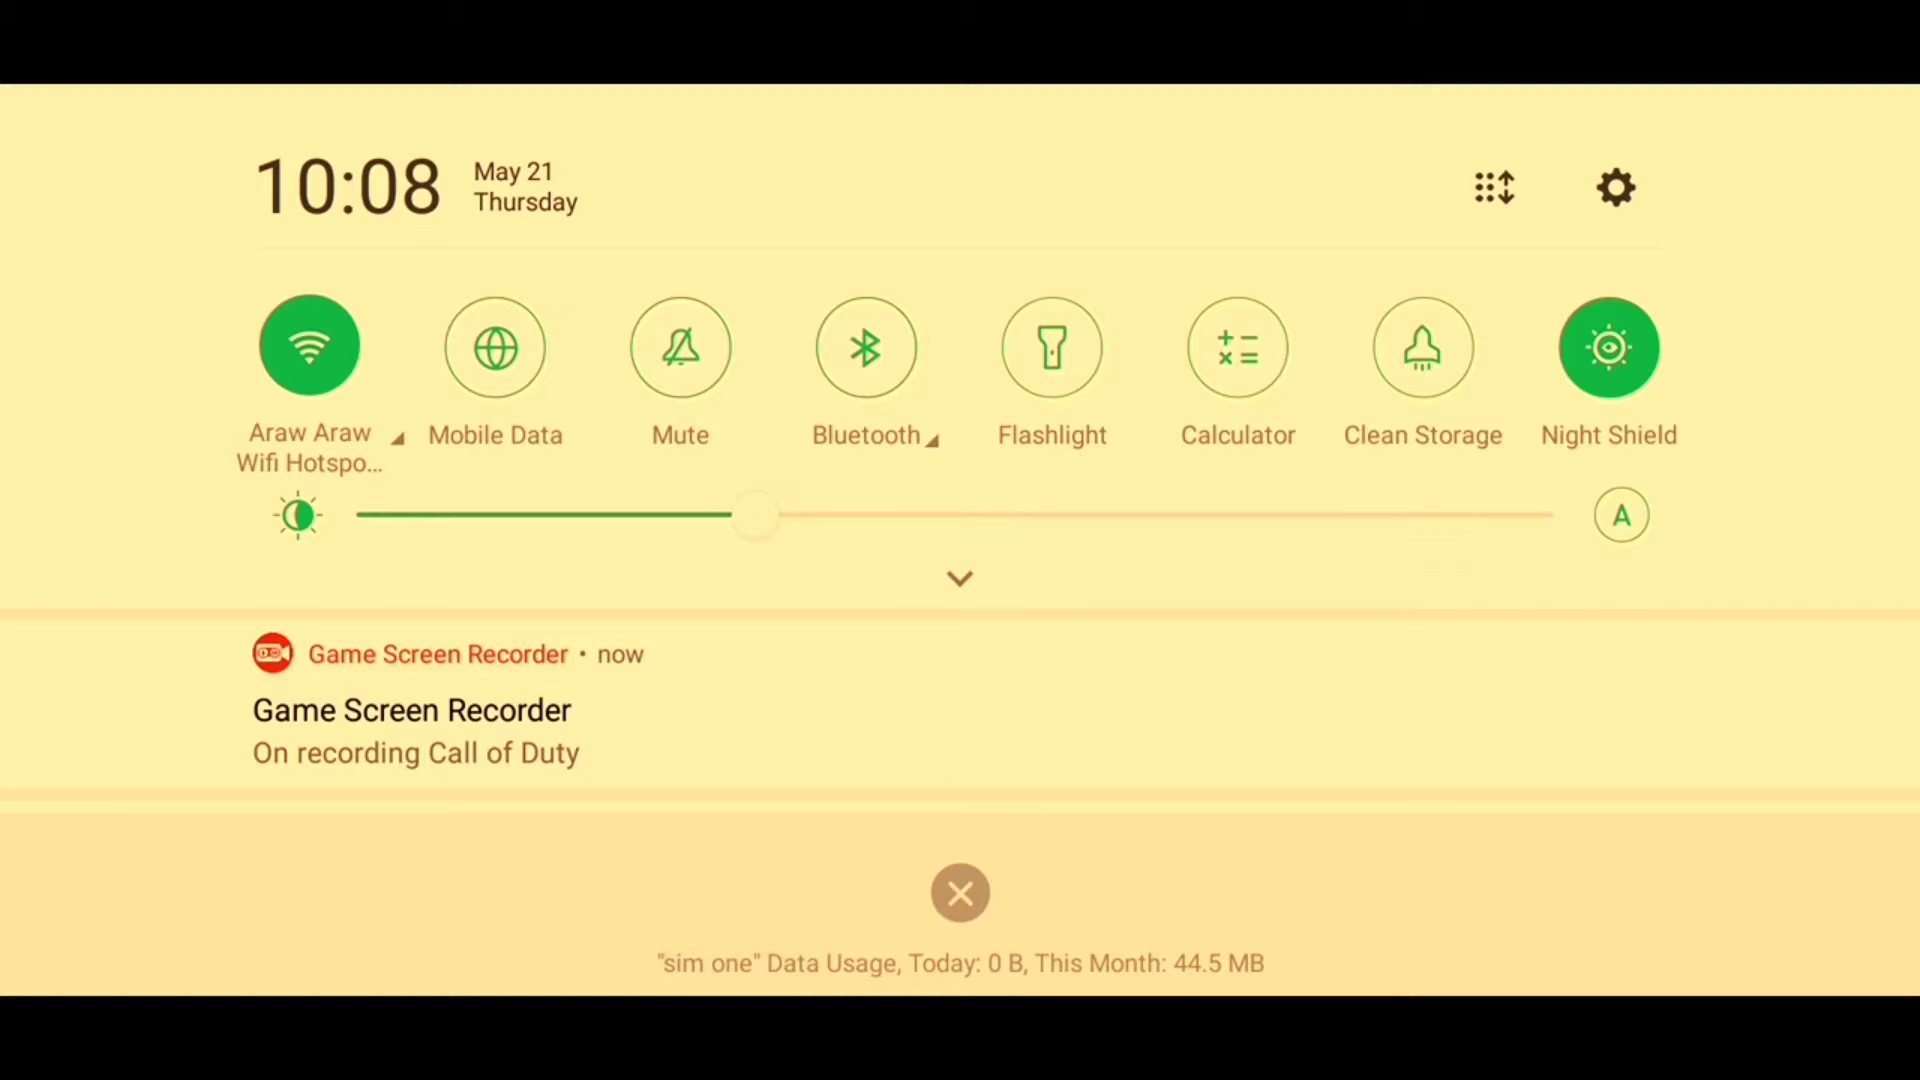 10:08
May 21
Thursday
Araw Araw
Wifi Hotspo...
Mobile Data
Mute
Bluetooth
Flashlight
Calculator
Clean Storage
Night Shield
A
Game Screen Recorder • now
Game Screen Recorder
On recording Call of Duty
"sim one" Data Usage, Today: 0 B, This Month: 44.5 MB